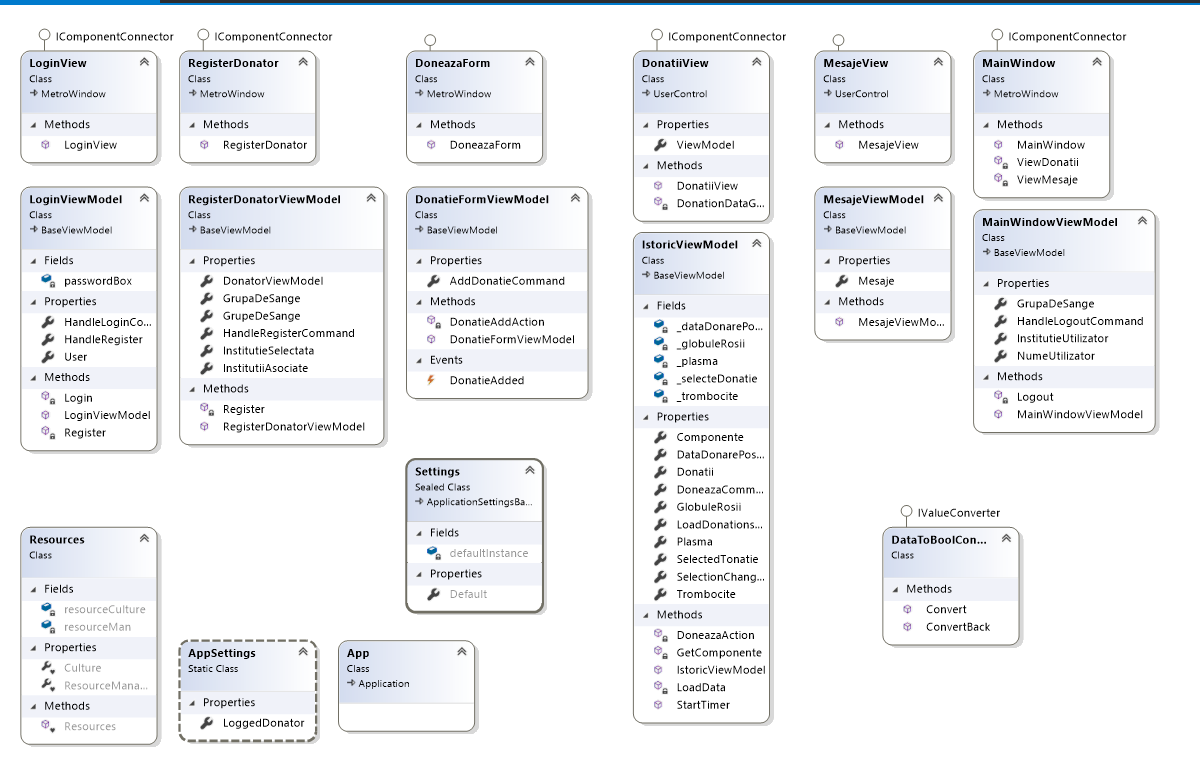 IComponentConnector
LoginView
Class
MetroWindow
Methods
LoginView
IComponentConnector
RegisterDonator
Class
MetroWindow
Methods
RegisterDonator
DoneazaForm
Class
MetroWindow
Methods
DoneazaForm
IComponentConnector
DonatiiView
Class
UserControl
Properties
ViewModel
Methods
DonatiiView
DonationDataG...
MesajeView
Class
UserControl
Methods
MesajeView
IComponentConnector
MainWindow
Class
MetroWindow
Methods
MainWindow
ViewDonatii
ViewMesaje
LoginViewModel
Class
BaseViewModel
Fields
passwordBox
Properties
HandleLoginCo...
HandleRegister
User
Methods
Login
LoginViewModel
Register
RegisterDonatorViewModel
Class
BaseViewModel
Properties
DonatorViewModel
GrupaDeSange
GrupeDeSange
HandleRegisterCommand
InstitutieSelectata
InstitutiiAsociate
Methods
Register
RegisterDonatorViewModel
DonatieFormViewModel
Class
BaseViewModel
Properties
AddDonatieCommand
Methods
DonatieAddAction
DonatieFormViewModel
Events
DonatieAdded
IstoricViewModel
Class
BaseViewModel
Fields
_dataDonarePo...
_globuleRosii
_plasma
_selecteDonatie
_trombocite
Properties
Componente
DataDonarePos...
Donatii
DoneazaComm...
GlobuleRosii
LoadDonations...
Plasma
SelectedTonatie
SelectionChang...
Trombocite
Methods
DoneazaAction
GetComponente
IstoricViewModel
LoadData
StartTimer
MesajeViewModel
Class
BaseViewModel
Properties
Mesaje
Methods
MesajeViewMo...
MainWindowViewModel
Class
BaseViewModel
Properties
GrupaDeSange
HandleLogoutCommand
InstitutieUtilizator
NumeUtilizator
Methods
Logout
MainWindowViewModel
Settings
Sealed Class
ApplicationSettingsBa...
Fields
defaultInstance
Properties
Default
IValueConverter
DataToBoolCon...
Class
Methods
Convert
ConvertBack
Resources
Class
Fields
resourceCulture
resourceMan
Properties
Culture
ResourceMana...
Methods
Resources
AppSettings
Static Class
Properties
LoggedDonator
App
Class
Application